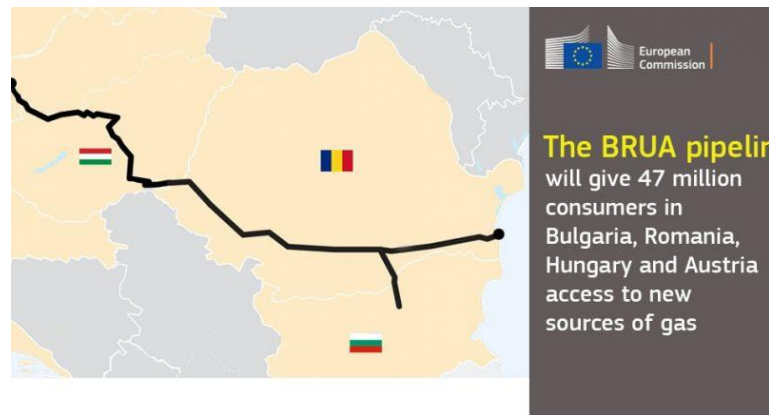 European
Commission
The BRUA pipelin
will give 47 million
consumers in
Bulgaria, Romania,
Hungary and Austria
access to new
sources of gas